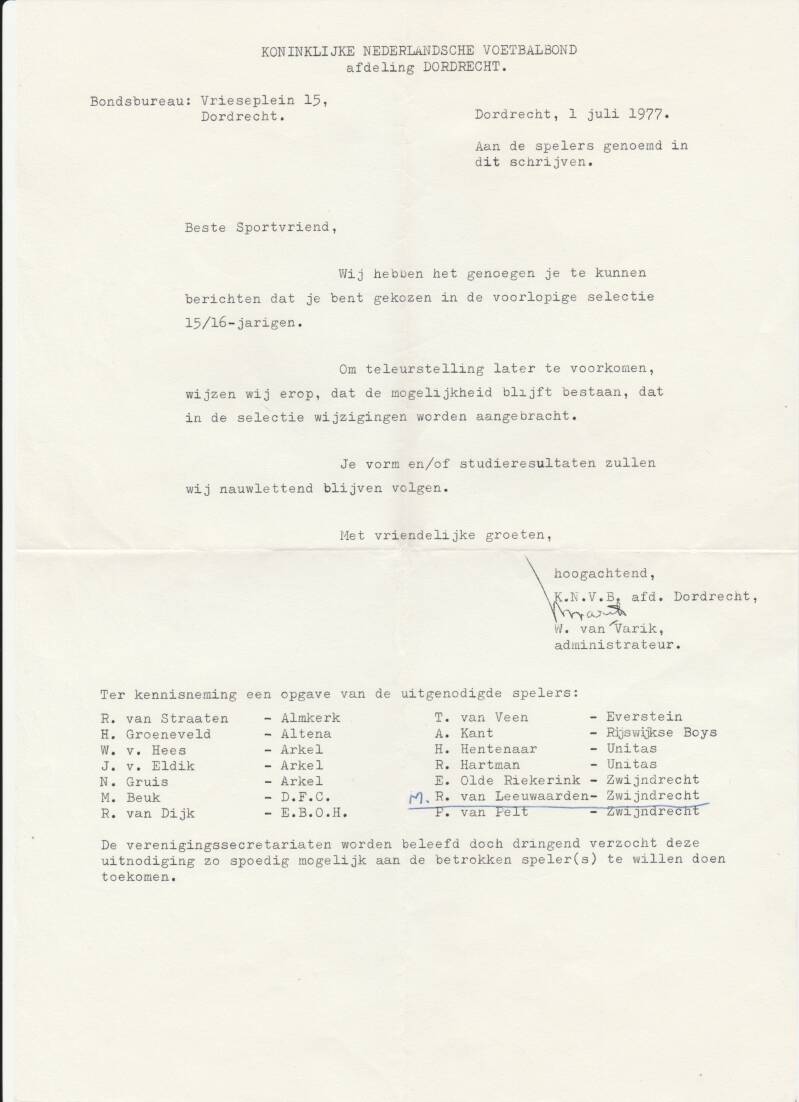 KONINKLIJKE NEDERLANDSCHE VOETBALBOND
afdeling DORDRECHT.
Bondsbureau: Vrieseplein 15,
Dordrecht.
Dordrecht, 1 juli 1977.
Aan de spelers genoemd in
dit schrijven.
Beste Sportvriend,
Wij hebben het genoegen je te kunnen
berichten dat je bent gekozen in de voorlopige selectie
15/16-jarigen.
Om teleurstelling later te voorkomen,
wijzen wij erop, dat de mogelijkheid blijft bestaan, dat
in de selectie wijzigingen worden aangebracht.
Je vorm en/of studieresultaten zullen
wij nauwlettend blijven volgen.
Met vriendelijke groeten,
hoogachtend,
K.N.V.B. afd. Dordrecht,
W. van Varik,
administrateur.
Ter kennisneming een opgave van de uitgenodigde spelers:
R. van Straaten - Almkerk
H. Groeneveld - Altena
W. v. Hees - Arkel
J. v. Eldik - Arkel
N. Gruis - Arkel
M. Beuk - D.F.C.
R. van Dijk - E.B.O.H.
T. van Veen - Everstein
A. Kant - Rijswijkse Boys
H. Hentenaar - Unitas
R. Hartman - Unitas
E. Olde Riekerink - Zwijndrecht
M. R. van Leeuwaarden- Zwijndrecht
P. van Pelt - Zwijndrecht
De verenigingssecretariaten worden beleefd doch dringend verzocht deze
uitnodiging zo spoedig mogelijk aan de betrokken speler(s) te willen doen
toekomen.